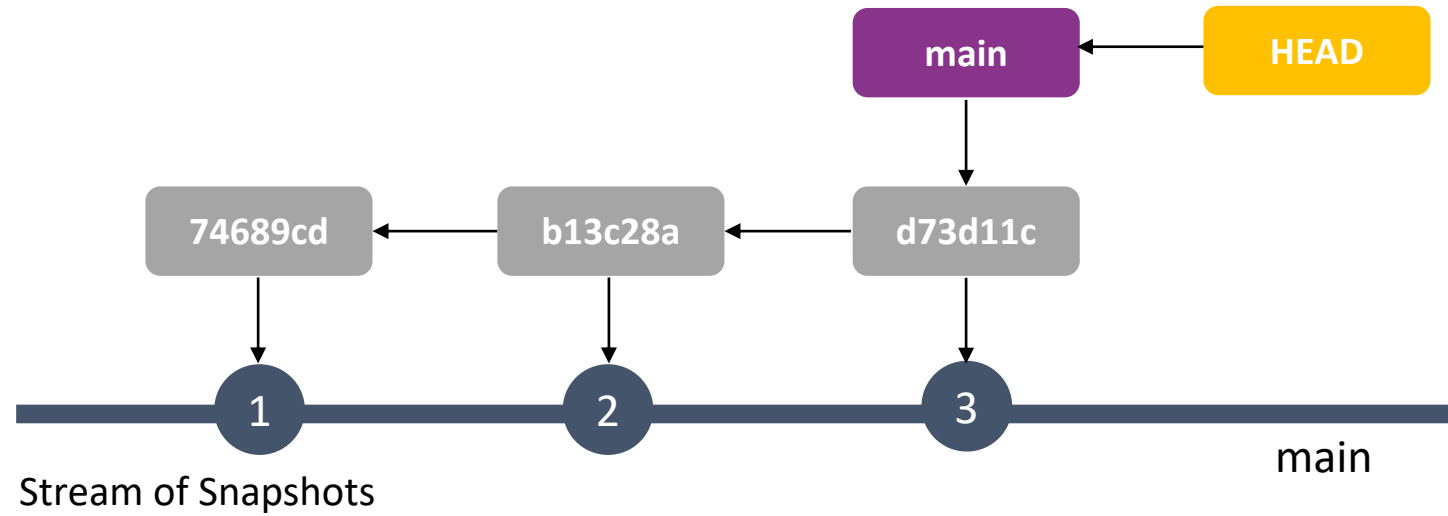 main
HEAD
74689cd
b13c28a
d73d11c
1
2
3
main
Stream of Snapshots